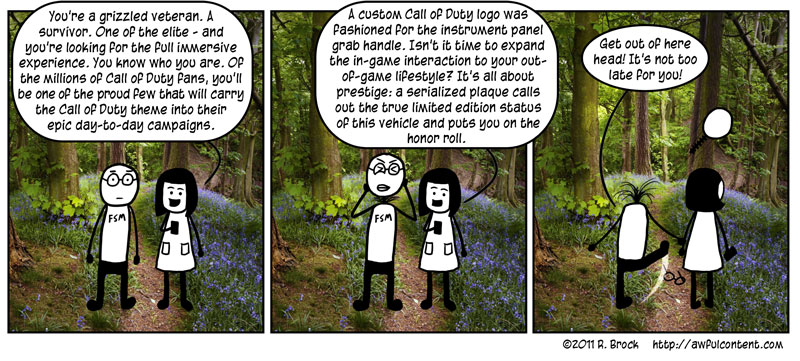 You're a grizzled veteran. A
survivor. One of the elite - and
you're looking for the full immersive
experience. You know who you are. Of
the millions of Call of Duty fans, you'll
be one of the proud few that will carry
the Call of Duty theme into their
epic day-to-day campaigns.
FSM
A custom Call of Duty logo was
fashioned for the instrument panel
grab handle. Isn't it time to expand
the in-game interaction to your out-
of-game lifestyle? It's all about
prestige: a serialized plaque calls
out the true limited edition status
of this vehicle and puts you on the
honor roll.
FSM
Get out of here
head! It's not too
late for you!
©2011 R. Brock http://awfulcontent.com